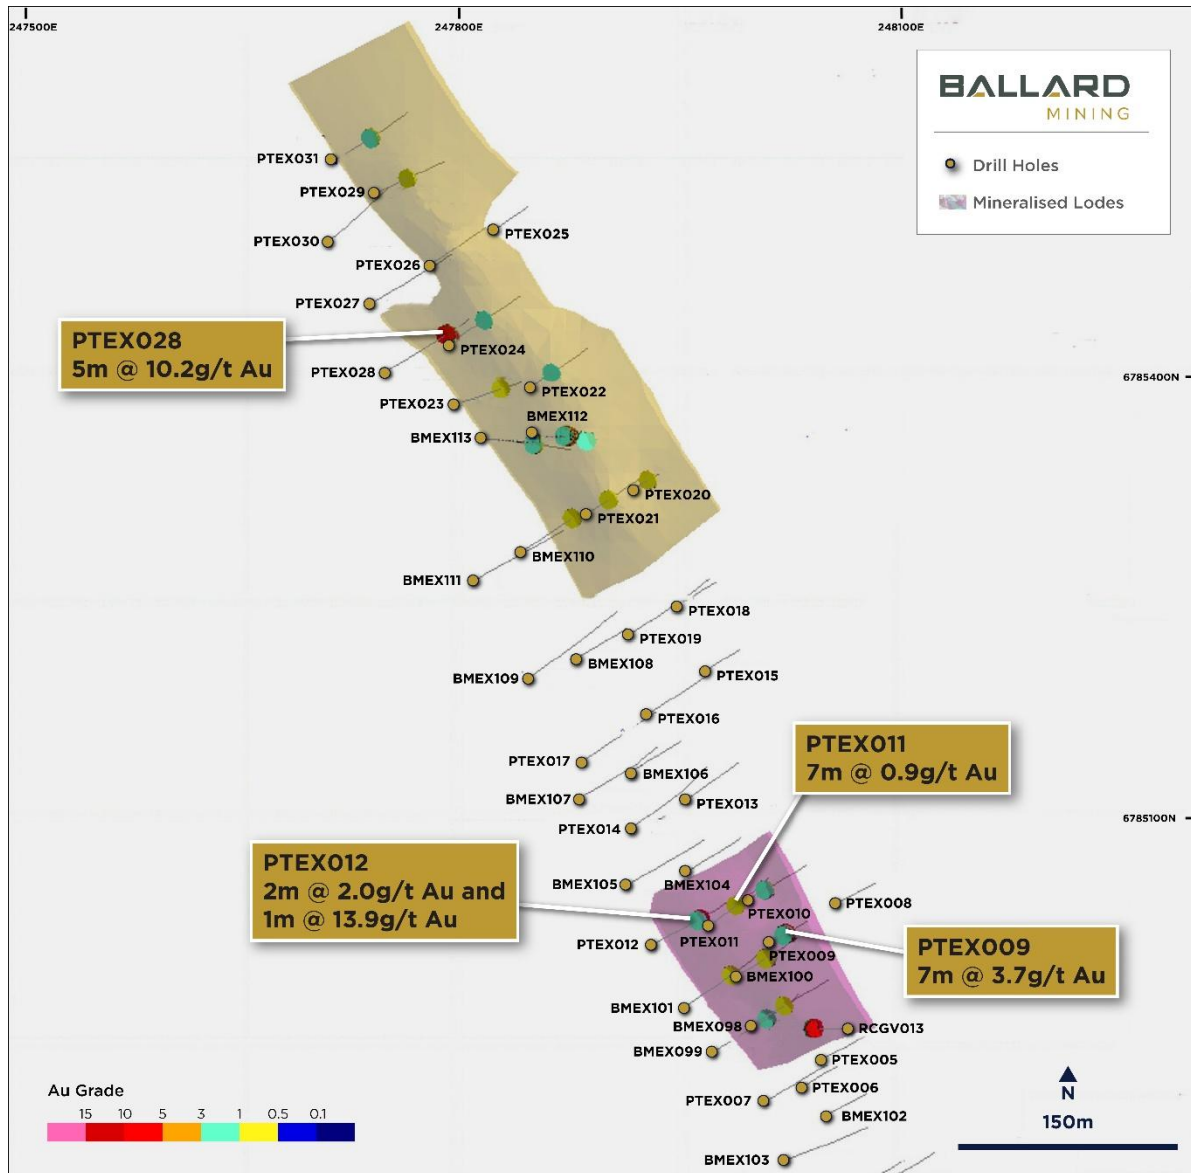 247500E
247800E
248100E
BALLARD
MINING
Drill Holes
Mineralised Lodes
PTEX031
PTEX029
PTEX030
PTEX025
PTEX026
PTEX027
PTEX028
5m @ 10.2g/t Au
PTEX024
PTEX028
6785400N
PTEX022
PTEX023
BMEX112
BMEX113
PTEX020
PTEX021
BMEX110
BMEX111
PTEX018
PTEX019
BMEX108
BMEX109
PTEX015
PTEX016
PTEX017
BMEX106
BMEX107
PTEX013
PTEX014
PTEX011
7m @ 0.9g/t Au
6785100N
PTEX012
2m @ 2.0g/t Au and
1m @ 13.9g/t Au
BMEX104
BMEX105
PTEX008
PTEX010
PTEX011
PTEX012
PTEX009
PTEX009
7m @ 3.7g/t Au
BMEX100
BMEX101
BMEX098
RCGV013
BMEX099
PTEX005
PTEX006
PTEX007
BMEX102
BMEX103
Au Grade
15 10 5 3 1 0.5 0.1
N
150m